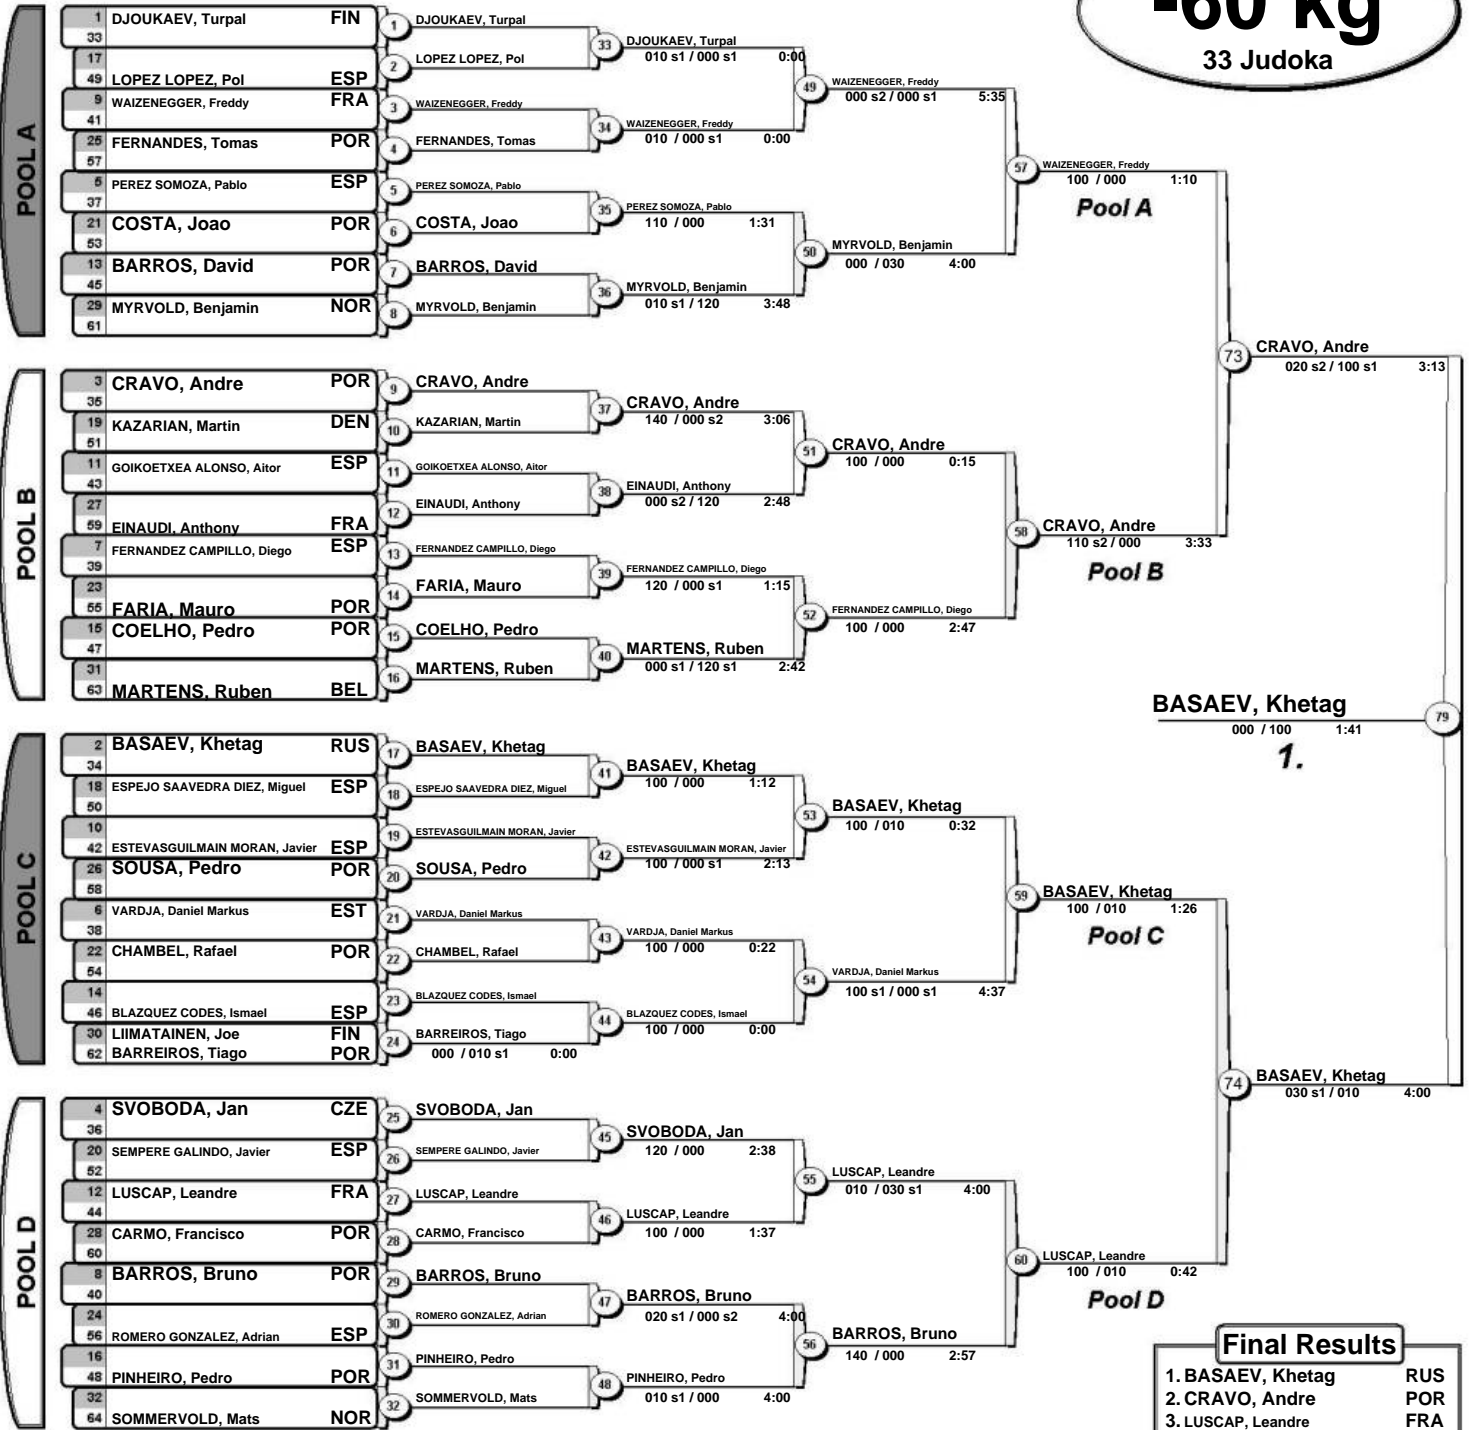 -60 kg
33 Judoka
POOL A
1 DJOUKAEV, Turpal FIN
33
17
49 LOPEZ LOPEZ, Pol ESP
9 WAIZENEGGER, Freddy FRA
41
25 FERNANDES, Tomas POR
57
5 PEREZ SOMOZA, Pablo ESP
37
21 COSTA, Joao POR
53
13 BARROS, David POR
45
29 MYRVOLD, Benjamin NOR
61
1 DJOUKAEV, Turpal
2 LOPEZ LOPEZ, Pol
3 WAIZENEGGER, Freddy
4 FERNANDES, Tomas
5 PEREZ SOMOZA, Pablo
6 COSTA, Joao
7 BARROS, David
8 MYRVOLD, Benjamin
33 DJOUKAEV, Turpal
010 s1 / 000 s1 0:00
34 WAIZENEGGER, Freddy
010 / 000 s1 0:00
35 PEREZ SOMOZA, Pablo
110 / 000 1:31
36 MYRVOLD, Benjamin
010 s1 / 120 3:48
49 WAIZENEGGER, Freddy
000 s2 / 000 s1 5:35
50 MYRVOLD, Benjamin
000 / 030 4:00
57 WAIZENEGGER, Freddy
100 / 000 1:10
Pool A
POOL B
3 CRAVO, Andre POR
35
19 KAZARIAN, Martin DEN
51
11 GOIKOETXEA ALONSO, Aitor ESP
43
27
59 EINAUDI, Anthony FRA
7 FERNANDEZ CAMPILLO, Diego ESP
39
23
55 FARIA, Mauro POR
15 COELHO, Pedro POR
47
31
63 MARTENS, Ruben BEL
9 CRAVO, Andre
10 KAZARIAN, Martin
11 GOIKOETXEA ALONSO, Aitor
12 EINAUDI, Anthony
13 FERNANDEZ CAMPILLO, Diego
14 FARIA, Mauro
15 COELHO, Pedro
16 MARTENS, Ruben
37 CRAVO, Andre
140 / 000 s2 3:06
38 EINAUDI, Anthony
000 s2 / 120 2:48
39 FERNANDEZ CAMPILLO, Diego
120 / 000 s1 1:15
40 MARTENS, Ruben
000 s1 / 120 s1 2:42
51 CRAVO, Andre
100 / 000 0:15
52 FERNANDEZ CAMPILLO, Diego
100 / 000 2:47
58 CRAVO, Andre
110 s2 / 000 3:33
Pool B
73 CRAVO, Andre
020 s2 / 100 s1 3:13
BASAEV, Khetag 79
000 / 100 1:41
1.
POOL C
2 BASAEV, Khetag RUS
34
18 ESPEJO SAAVEDRA DIEZ, Miguel ESP
50
10
42 ESTEVASGUILMAIN MORAN, Javier ESP
26 SOUSA, Pedro POR
58
6 VARDJA, Daniel Markus EST
38
22 CHAMBEL, Rafael POR
54
14
46 BLAZQUEZ CODES, Ismael ESP
30 LIIMATAINEN, Joe FIN
62 BARREIROS, Tiago POR
17 BASAEV, Khetag
18 ESPEJO SAAVEDRA DIEZ, Miguel
19 ESTEVASGUILMAIN MORAN, Javier
20 SOUSA, Pedro
21 VARDJA, Daniel Markus
22 CHAMBEL, Rafael
23 BLAZQUEZ CODES, Ismael
24 BARREIROS, Tiago
000 / 010 s1 0:00
41 BASAEV, Khetag
100 / 000 1:12
42 ESTEVASGUILMAIN MORAN, Javier
100 / 000 s1 2:13
43 VARDJA, Daniel Markus
100 / 000 0:22
44 BLAZQUEZ CODES, Ismael
100 / 000 0:00
53 BASAEV, Khetag
100 / 010 0:32
54 VARDJA, Daniel Markus
100 s1 / 000 s1 4:37
59 BASAEV, Khetag
100 / 010 1:26
Pool C
74 BASAEV, Khetag
030 s1 / 010 4:00
POOL D
4 SVOBODA, Jan CZE
36
20 SEMPERE GALINDO, Javier ESP
52
12 LUSCAP, Leandre FRA
44
28 CARMO, Francisco POR
60
8 BARROS, Bruno POR
40
24
56 ROMERO GONZALEZ, Adrian ESP
16
48 PINHEIRO, Pedro POR
32
64 SOMMERVOLD, Mats NOR
25 SVOBODA, Jan
26 SEMPERE GALINDO, Javier
27 LUSCAP, Leandre
28 CARMO, Francisco
29 BARROS, Bruno
30 ROMERO GONZALEZ, Adrian
31 PINHEIRO, Pedro
32 SOMMERVOLD, Mats
45 SVOBODA, Jan
120 / 000 2:38
46 LUSCAP, Leandre
100 / 000 1:37
47 BARROS, Bruno
020 s1 / 000 s2 4:00
48 PINHEIRO, Pedro
010 s1 / 000 4:00
55 LUSCAP, Leandre
010 / 030 s1 4:00
56 BARROS, Bruno
140 / 000 2:57
60 LUSCAP, Leandre
100 / 010 0:42
Pool D
Final Results
1. BASAEV, Khetag RUS
2. CRAVO, Andre POR
3. LUSCAP, Leandre FRA